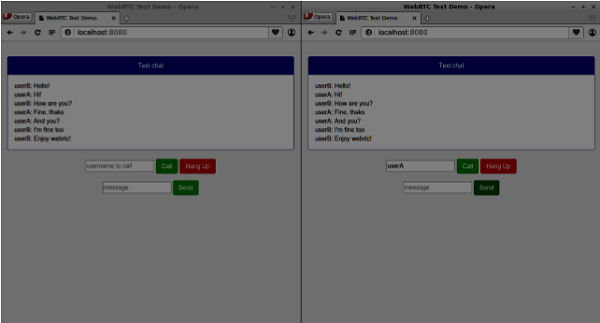 WebRTC Text Demo - Opera
Opera
WebRTC Text Demo
localhost:8080
Text chat
userB: Hello!
userA: Hi!
userB: How are you?
userA: Fine, thaks
userA: And you?
userB: I'm fine too
userB: Enjoy webrtc!
username to call
Call
Hang Up
message
Send
WebRTC Text Demo - Opera
Opera
WebRTC Text Demo
localhost:8080
Text chat
userB: Hello!
userA: Hi!
userB: How are you?
userA: Fine, thaks
userA: And you?
userB: I'm fine too
userB: Enjoy webrtc!
userA
Call
Hang Up
message
Send